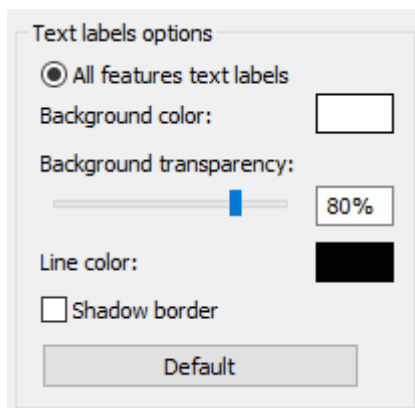 Text labels options
All features text labels
Background color:
Background transparency:
80%
Line color:
Shadow border
Default